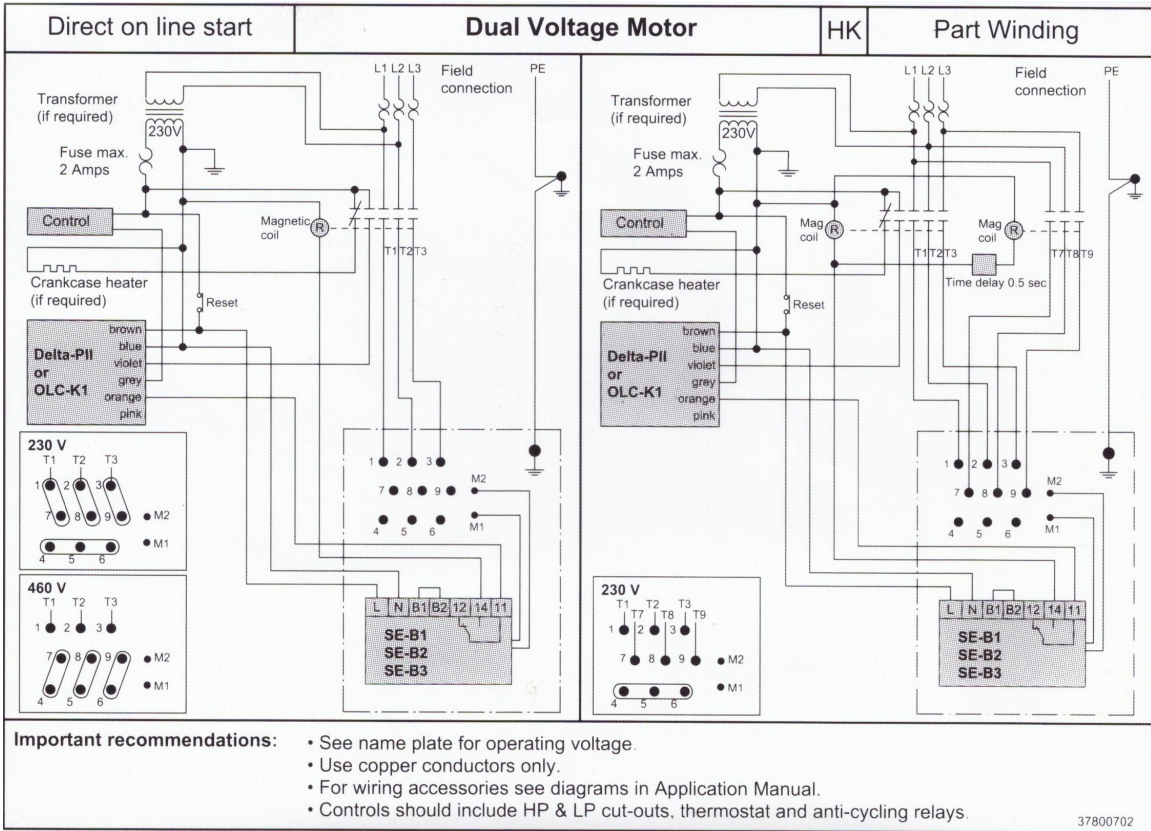 Direct on line start
Dual Voltage Motor
HK
Part Winding
L1 L2 L3
Field
connection
PE
Transformer
(if required)
230V
Fuse max.
2 Amps
Control
Magnetic
coil
R
T1 T2 T3
Crankcase heater
(if required)
Reset
Delta-PII
or
OLC-K1
brown
blue
violet
grey
orange
pink
230 V
T1 T2 T3
1 2 3
7 8 9
M2
4 5 6
M1
460 V
T1 T2 T3
1 2 3
7 8 9
M2
4 5 6
M1
1 2 3
7 8 9
M2
4 5 6
M1
L N B1 B2 12 14 11
SE-B1
SE-B2
SE-B3
L1 L2 L3
Field
connection
PE
Transformer
(if required)
230V
Fuse max.
2 Amps
Control
Mag
coil
R
Mag
coil
R
T1 T2 T3
T7 T8 T9
Time delay 0.5 sec
Crankcase heater
(if required)
Reset
Delta-PII
or
OLC-K1
brown
blue
violet
grey
orange
pink
1 2 3
7 8 9
M2
4 5 6
M1
230 V
T1 T2 T3
T7 T8 T9
1 2 3
7 8 9
M2
4 5 6
M1
L N B1 B2 12 14 11
SE-B1
SE-B2
SE-B3
Important recommendations:
• See name plate for operating voltage.
• Use copper conductors only.
• For wiring accessories see diagrams in Application Manual.
• Controls should include HP & LP cut-outs, thermostat and anti-cycling relays.
37800702